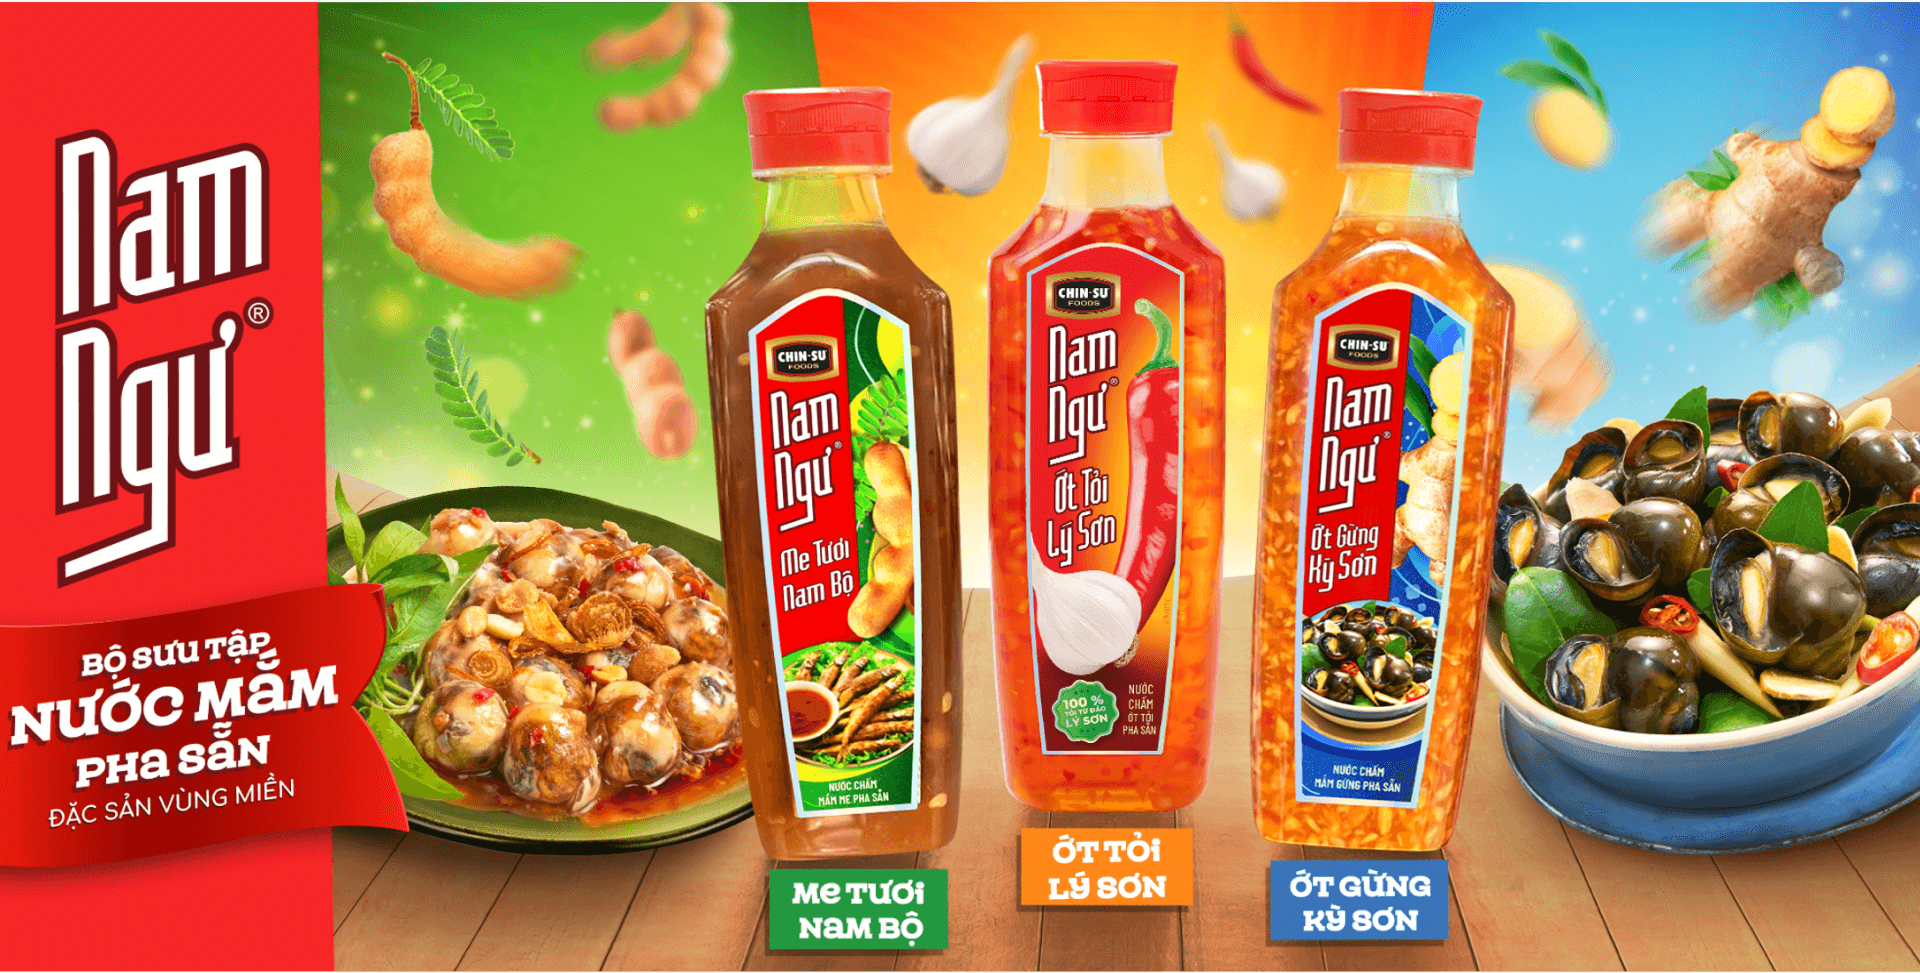 Nam
Ngư®
BỘ SƯU TẬP
NƯỚC MẮM
PHA SẴN
ĐẶC SẢN VÙNG MIỀN
CHIN-SU
FOODS
Nam
Ngư®
Me Tươi
Nam Bộ
NƯỚC CHẤM
MẮM ME PHA SẴN
ME TƯƠI
NAM BỘ
CHIN-SU
FOODS
Nam
Ngư®
Ớt Tỏi
Lý Sơn
100%
TỎI TỪ ĐẢO
LÝ SƠN
NƯỚC
CHẤM
ỚT TỎI
PHA SẴN
ỚT TỎI
LÝ SƠN
CHIN-SU
FOODS
Nam
Ngư®
Ớt Gừng
Kỳ Sơn
NƯỚC CHẤM
MẮM GỪNG PHA SẴN
ỚT GỪNG
KỲ SƠN